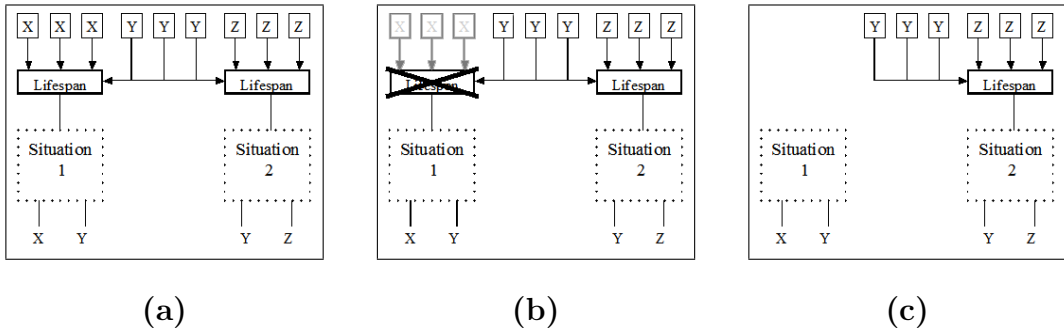 X X X Y Y Y Z Z Z
Lifespan Lifespan
Situation 1 Situation 2
X Y Y Z
(a)
X X X Y Y Y Z Z Z
Lifespan Lifespan
Situation 1 Situation 2
X Y Y Z
(b)
Y Y Y Z Z Z
Lifespan
Situation 1 Situation 2
X Y Y Z
(c)